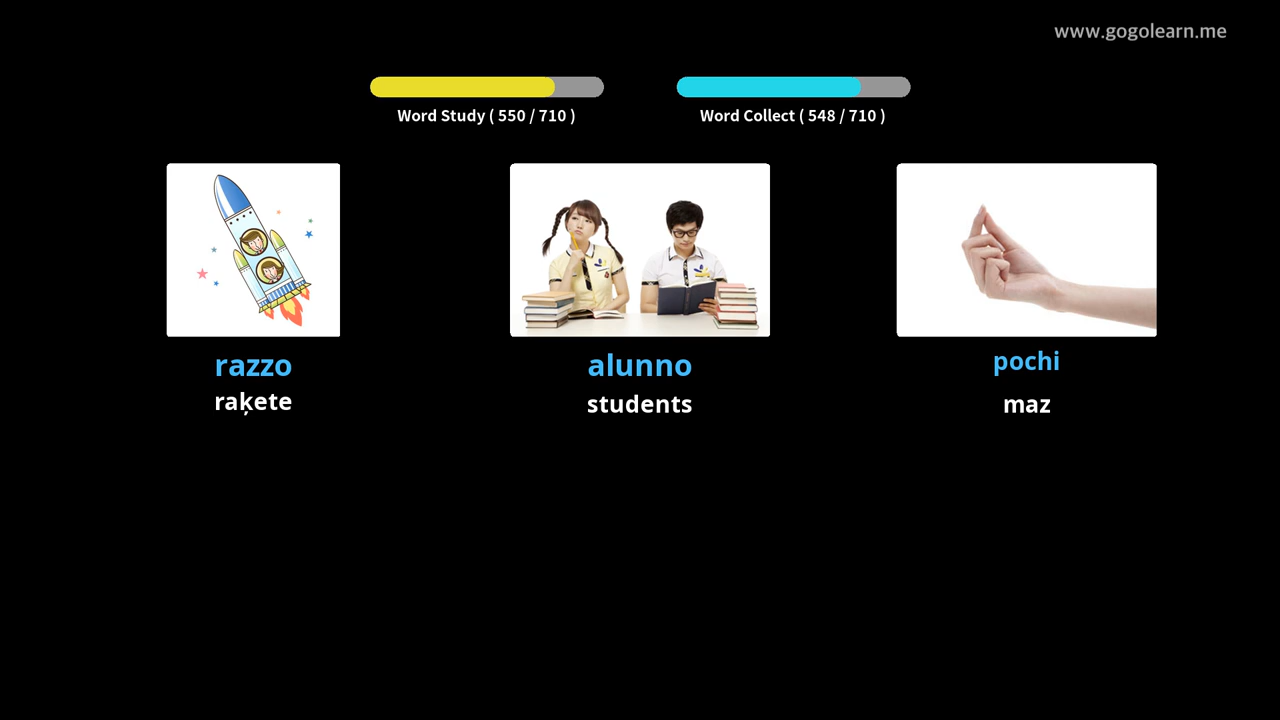 www.gogolearn.me
Word Study ( 550 / 710 )
Word Collect ( 548 / 710 )
razzo
raķete
alunno
students
pochi
maz